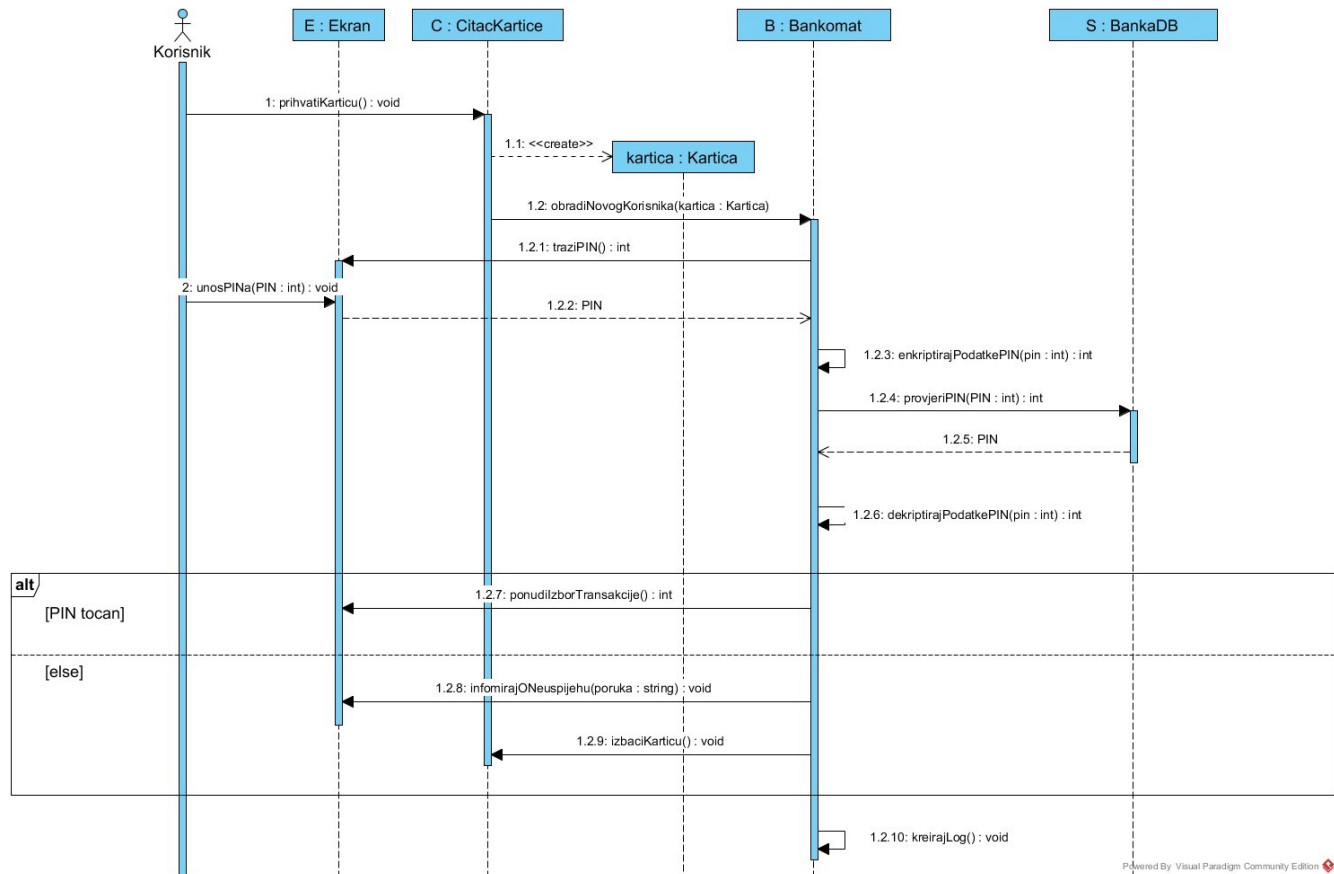 E : Ekran
C : CitacKartice
B : Bankomat
S : BankaDB
Korisnik
1: prihvatiKarticu() : void
1.1: <<create>>
kartica : Kartica
1.2: obradiNovogKorisnika(kartica : Kartica)
1.2.1: traziPIN() : int
2: unosPINa(PIN : int) : void
1.2.2: PIN
1.2.3: enkriptirajPodatkePIN(pin : int) : int
1.2.4: provjeriPIN(PIN : int) : int
1.2.5: PIN
1.2.6: dekriptirajPodatkePIN(pin : int) : int
alt
1.2.7: ponudiIzborTransakcije() : int
[PIN tocan]
[else]
1.2.8: infomirajONeuspijehu(poruka : string) : void
1.2.9: izbaciKarticu() : void
1.2.10: kreirajLog() : void
Powered By Visual Paradigm Community Edition